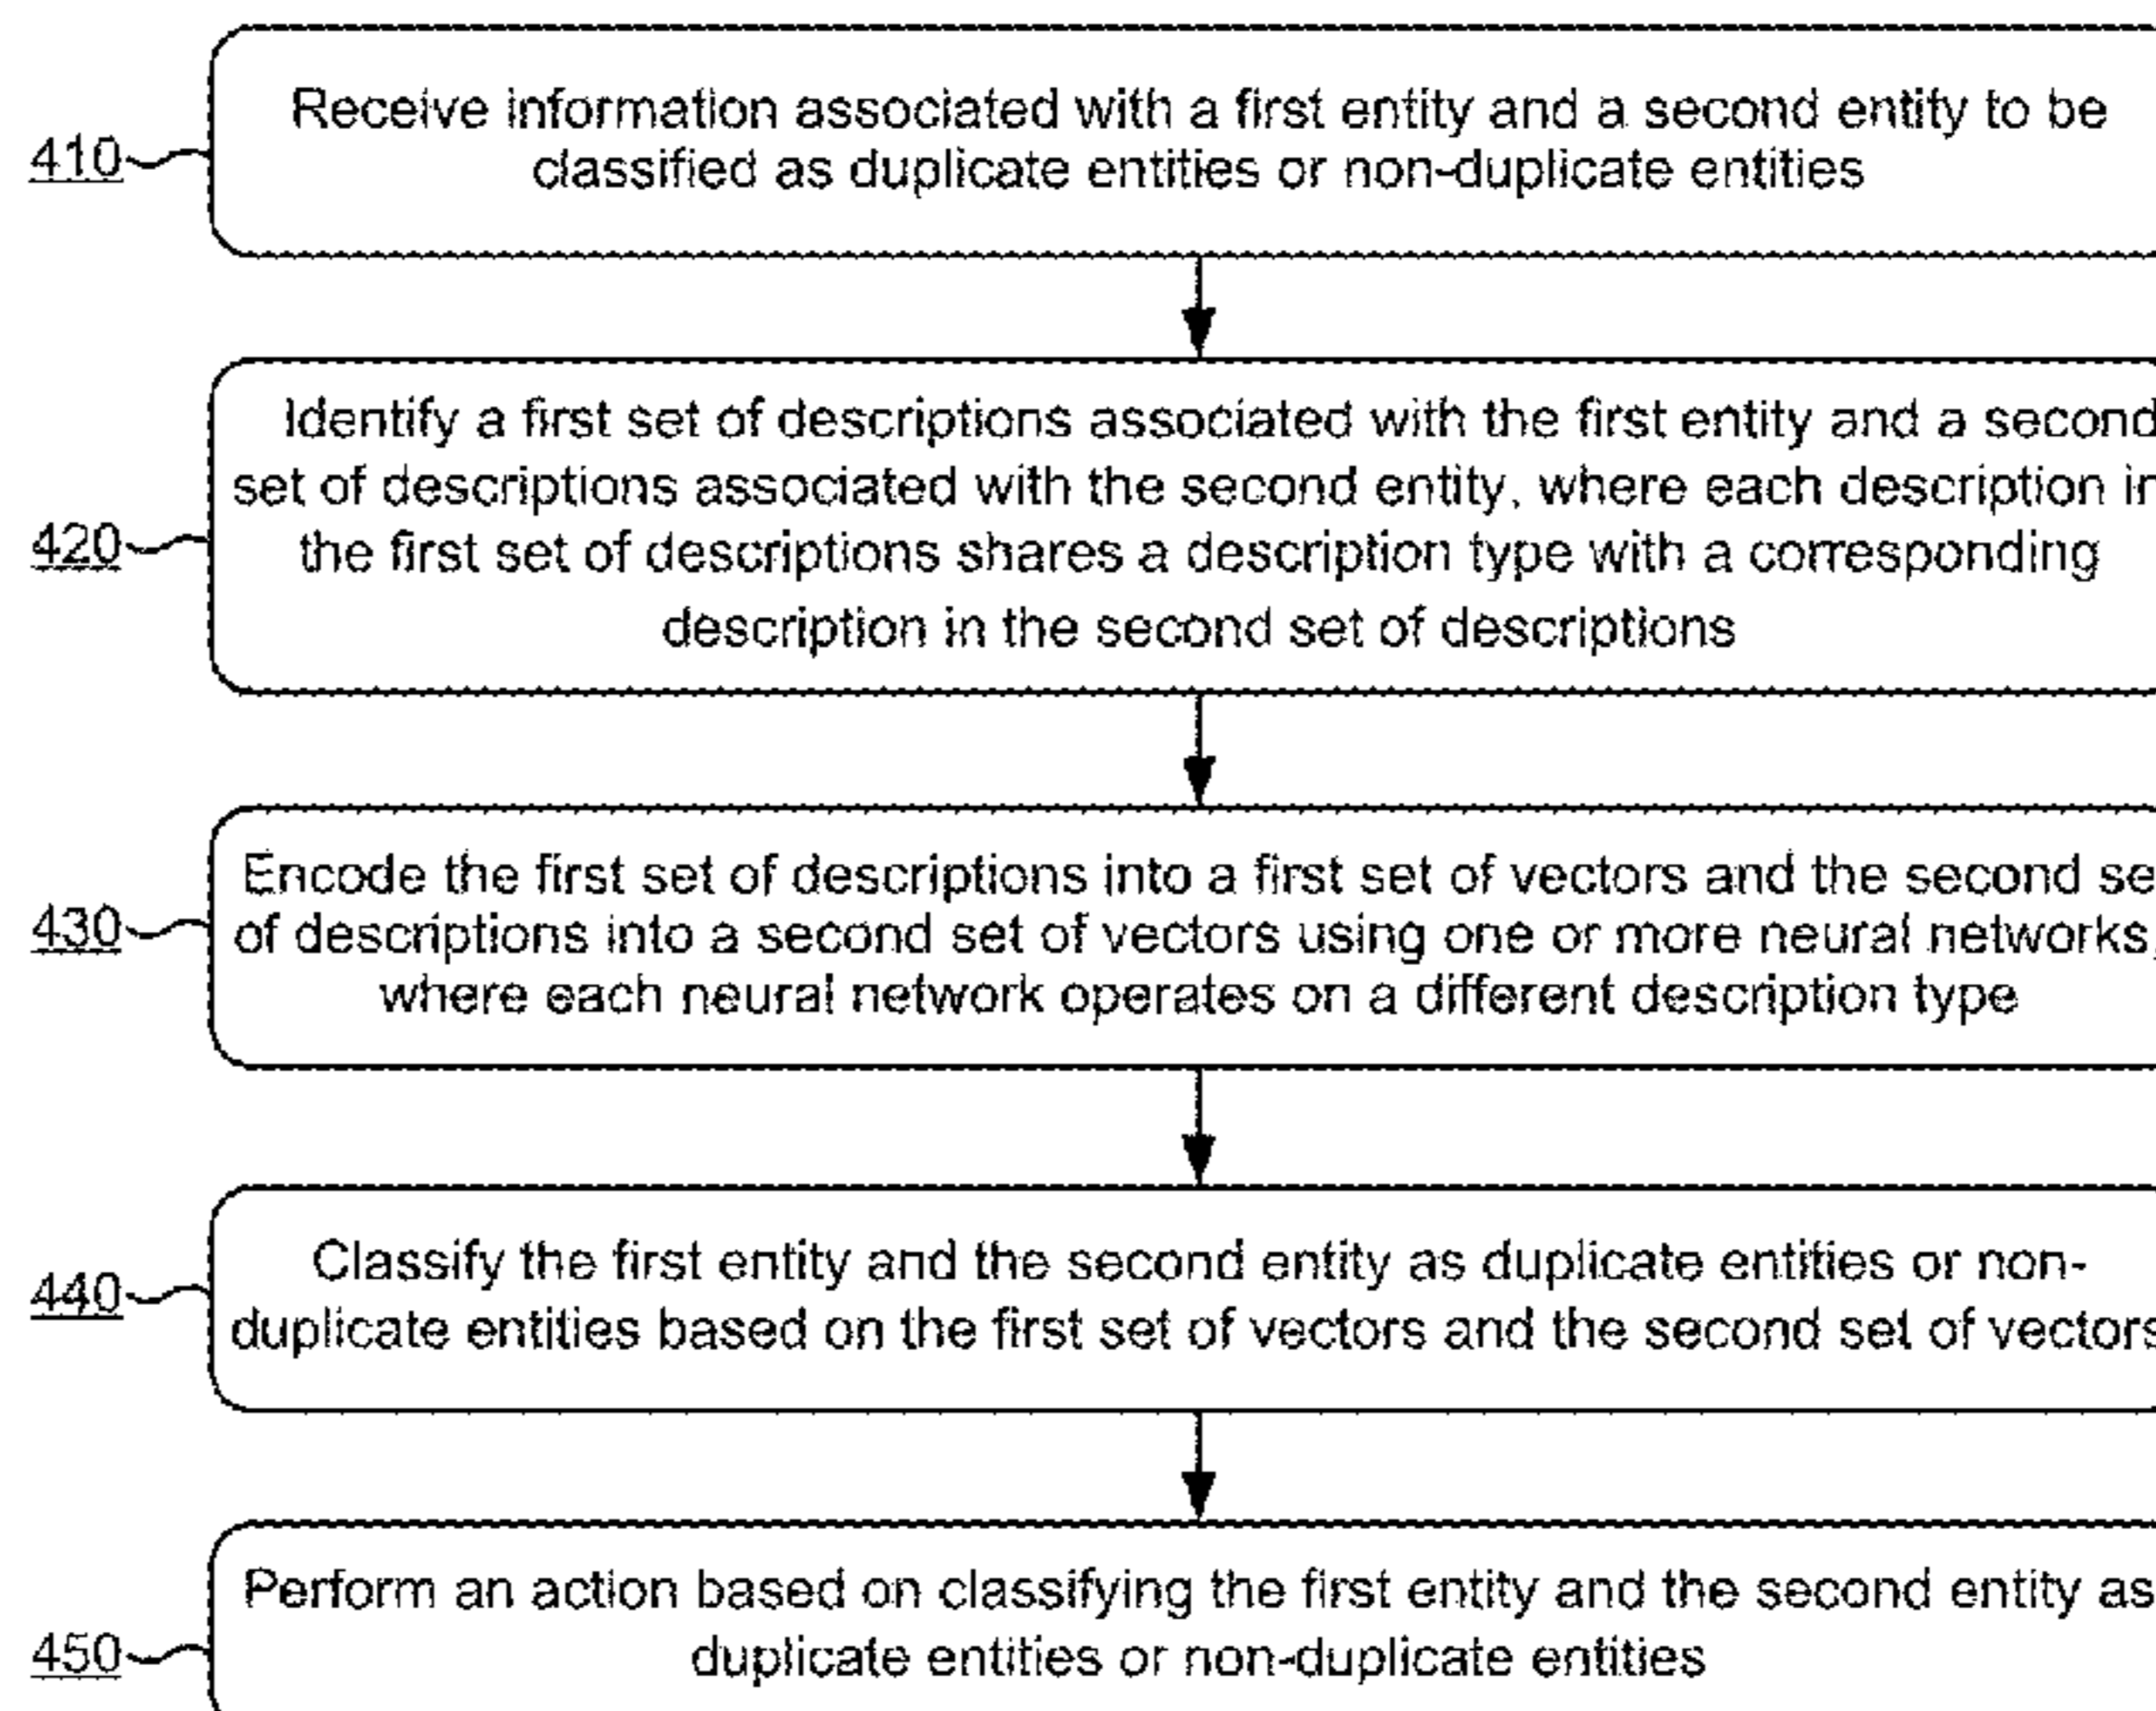 Receive information associated with a first entity and a second entity to be
410
classified as duplicate entities or non-duplicate entities
Identify a first set of descriptions associated with the first entity and a second
set of descriptions associated with the second entity, where each description in
420
the first set of descriptions shares a description type with a corresponding
description in the second set of descriptions
Encode the first set of descriptions into a first set of vectors and the second se
430
of descriptions into a second set of vectors using one or more neural networks,
where each neural network operates on a different description type
Classify the first entity and the second entity as duplicate entities or non-
440
duplicate entities based on the first set of vectors and the second set of vectors
Perform an action based on classifying the first entity and the second entity as
450
duplicate entities or non-duplicate entities